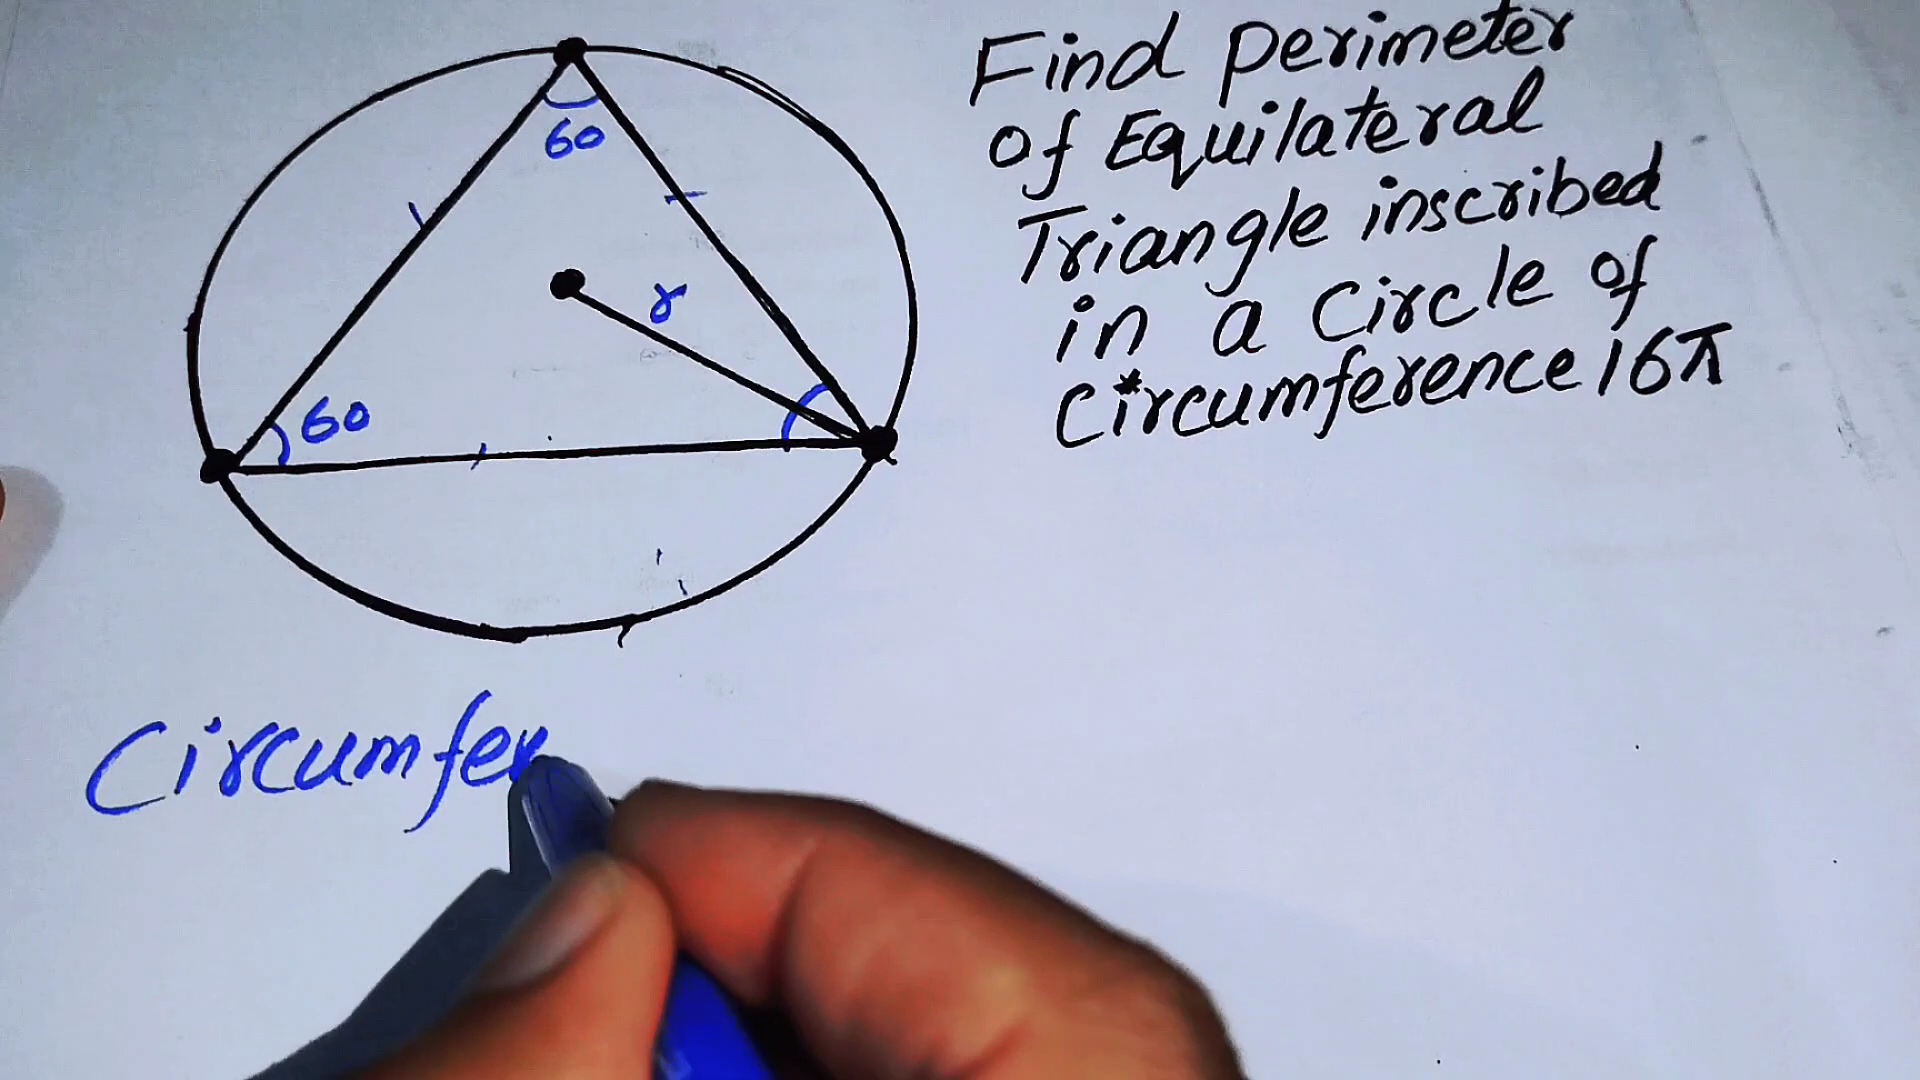 Find perimeter
of Equilateral
Triangle inscribed
in a Circle of
Circumference 16π
60
r
60
Circumfer